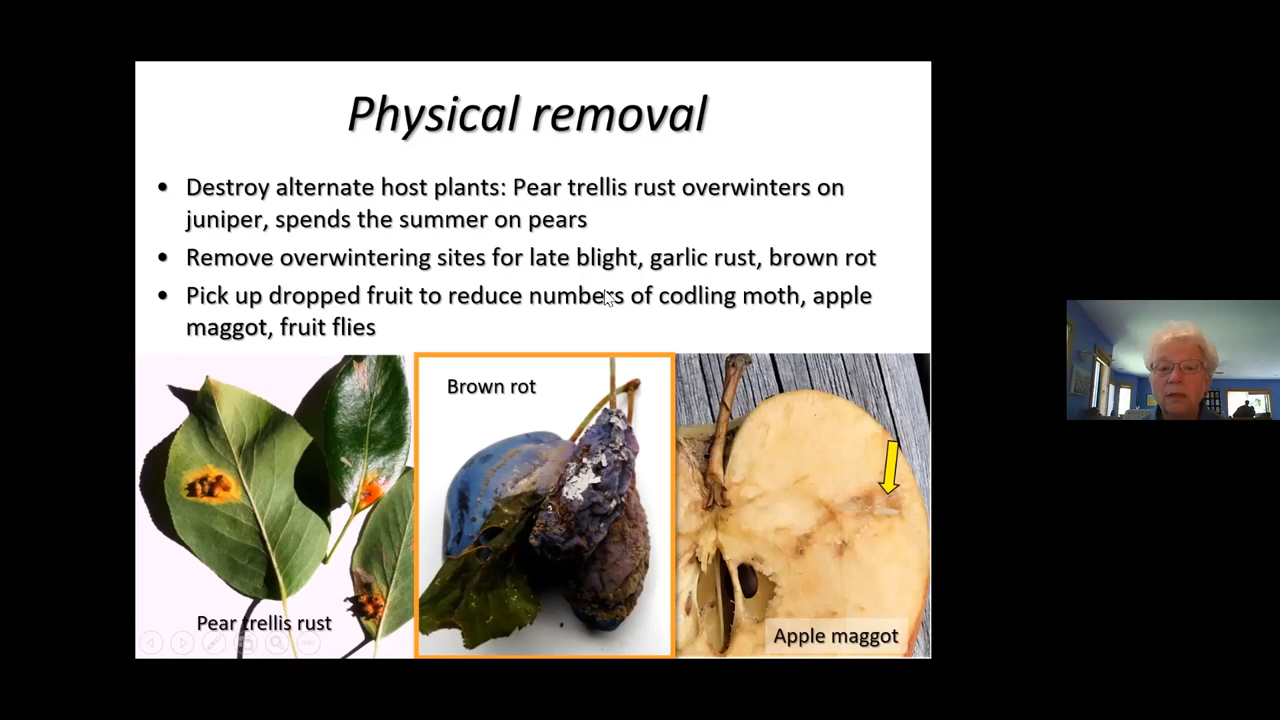 Physical removal
• Destroy alternate host plants: Pear trellis rust overwinters on
juniper, spends the summer on pears
• Remove overwintering sites for late blight, garlic rust, brown rot
• Pick up dropped fruit to reduce numbers of codling moth, apple
maggot, fruit flies
Brown rot
Pear trellis rust
Apple maggot